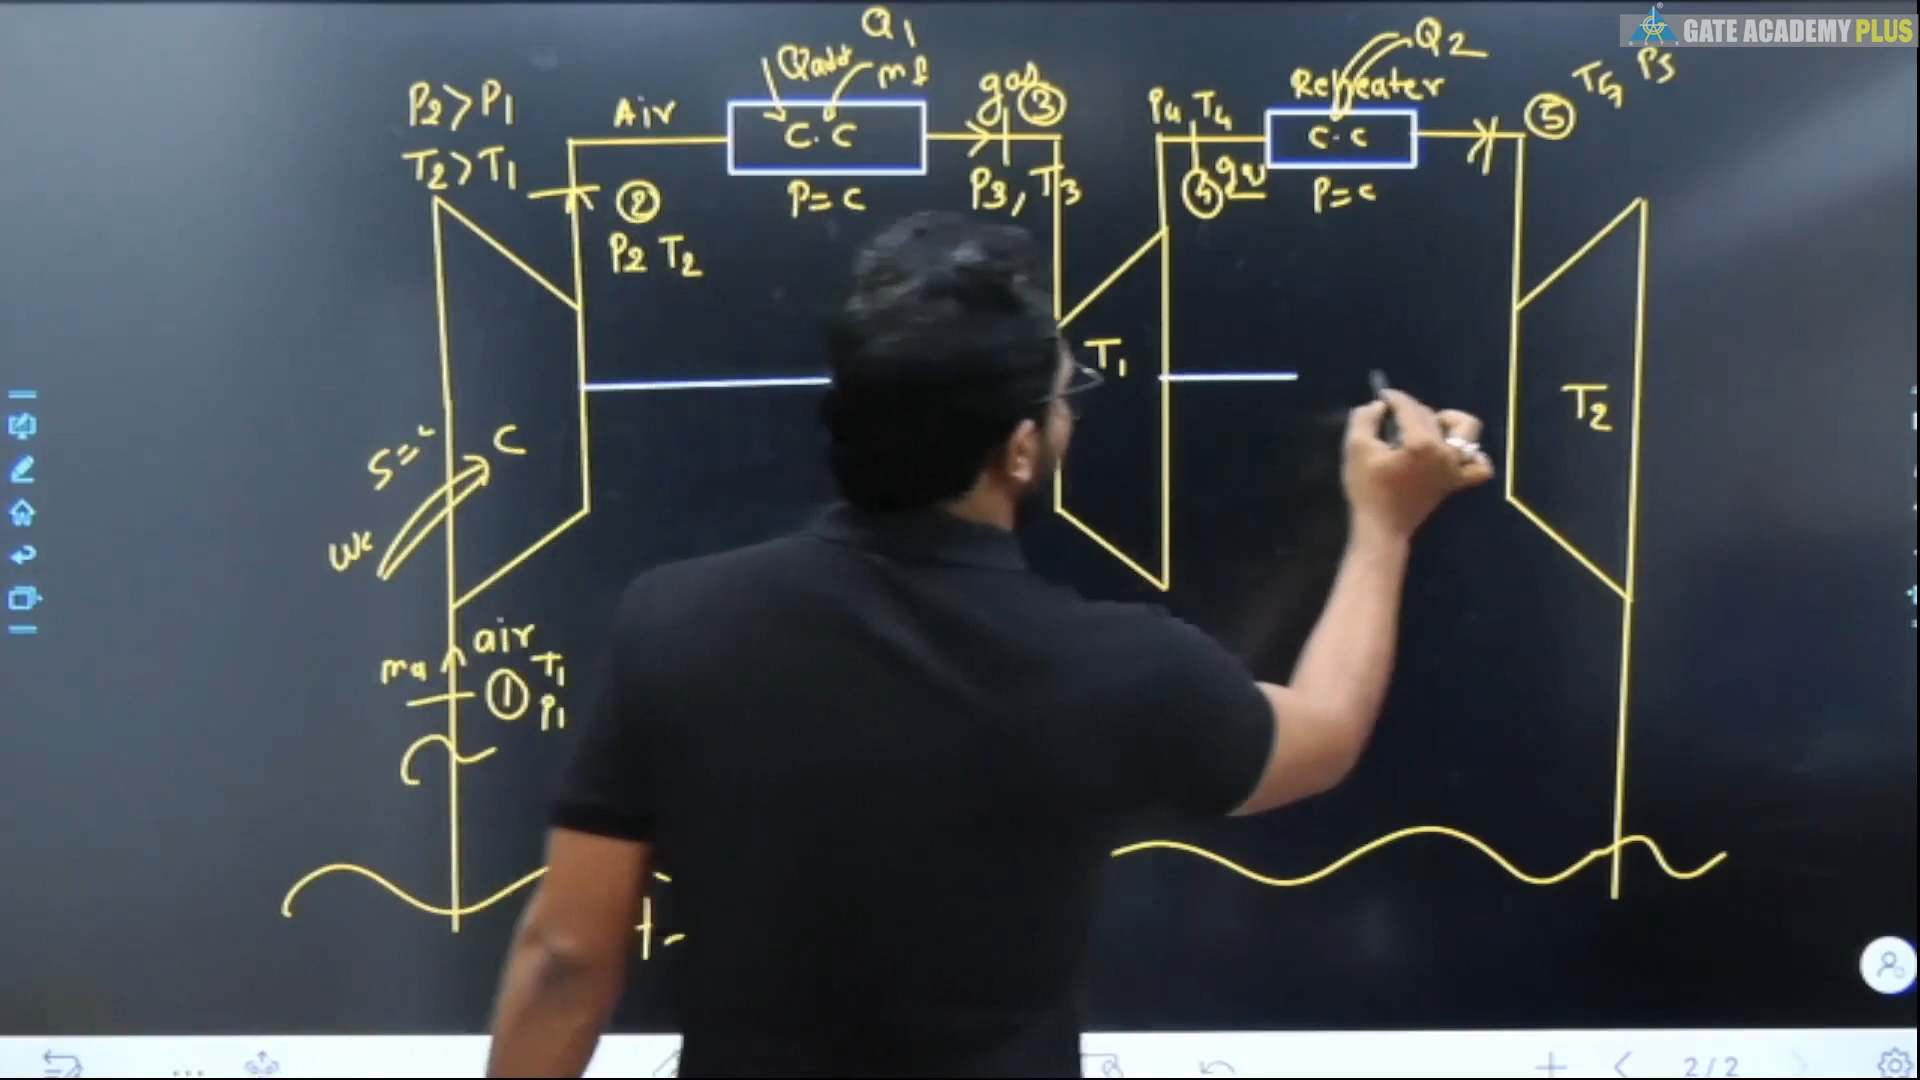 GATE ACADEMY PLUS
Q1
Qadd
mf
Q2
P2>P1
T2>T1
Air
C.C
P=C
gas
3
P3, T3
P4, T4
4
Reheater
C.C
P=C
5
T5 P5
2
P2 T2
S=c
C
Wc
T1
T2
air
ma
1
T1
P1
2/2